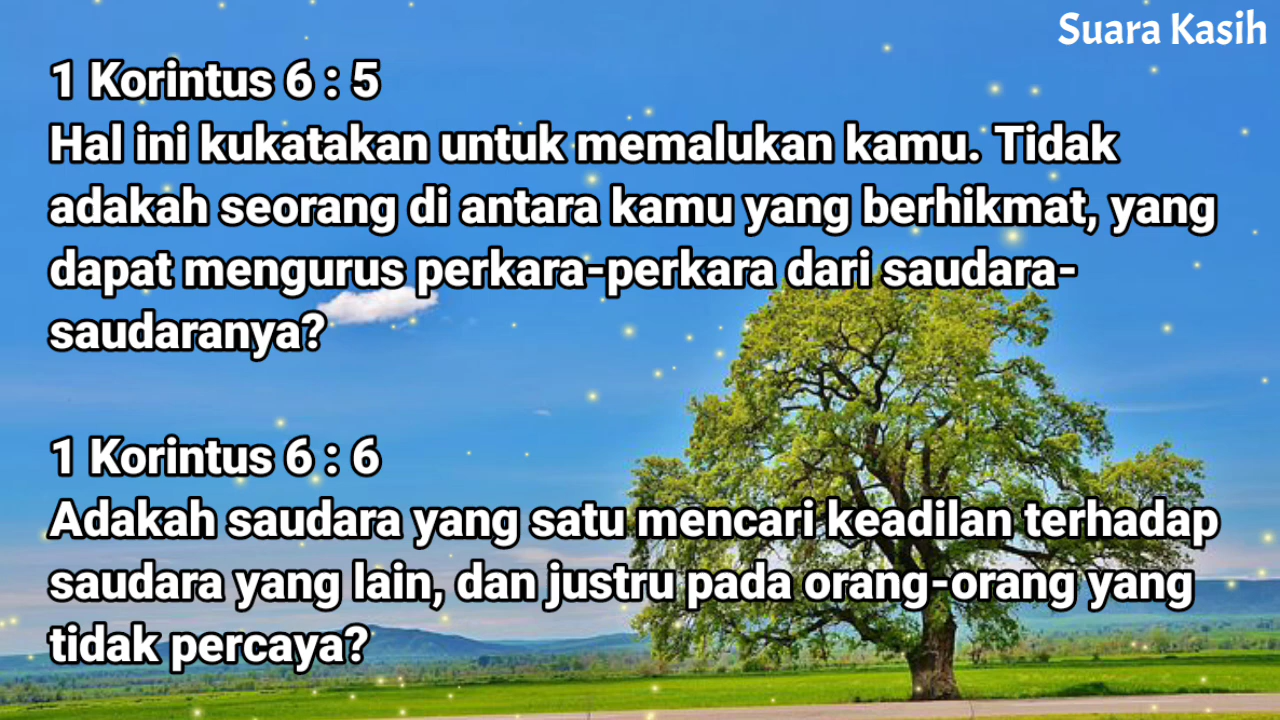 Suara Kasih
1 Korintus 6 : 5
Hal ini kukatakan untuk memalukan kamu. Tidak
adakah seorang di antara kamu yang berhikmat, yang
dapat mengurus perkara-perkara dari saudara-
saudaranya?
1 Korintus 6 : 6
Adakah saudara yang satu mencari keadilan terhadap
saudara yang lain, dan justru pada orang-orang yang
tidak percaya?